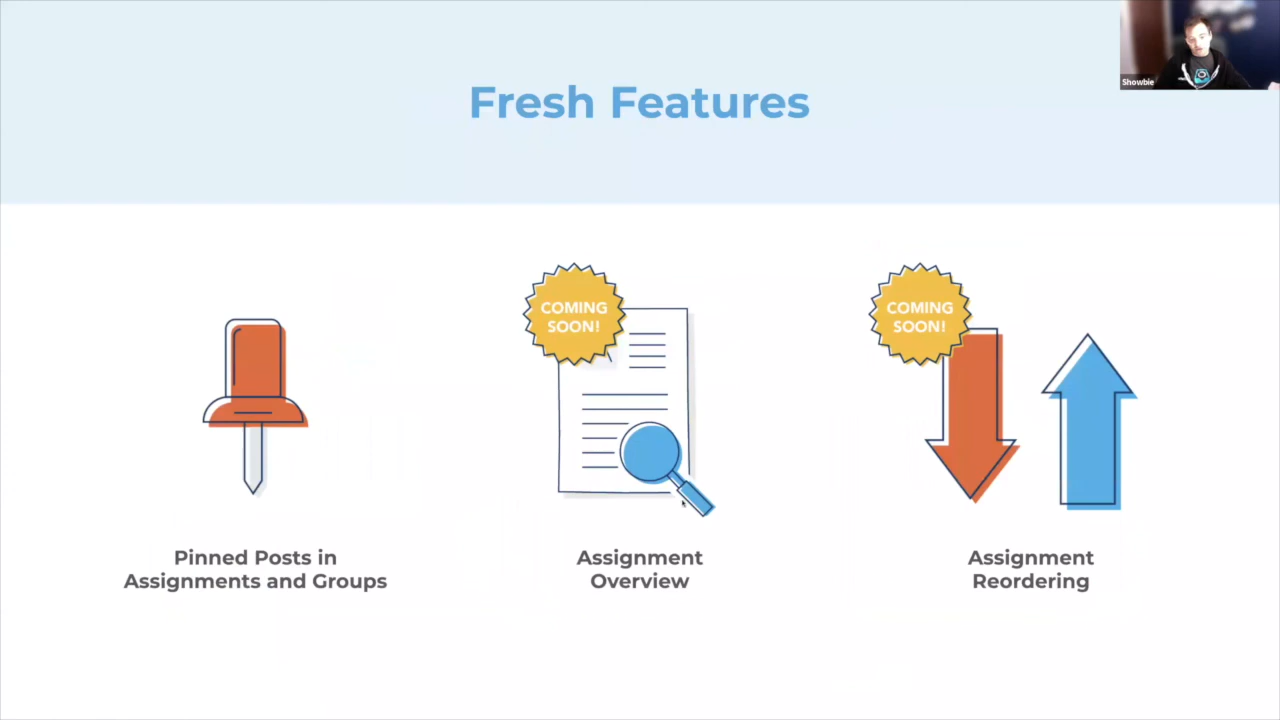 Fresh Features
Showbie
COMING
SOON!
COMING
SOON!
Pinned Posts in
Assignments and Groups
Assignment
Overview
Assignment
Reordering